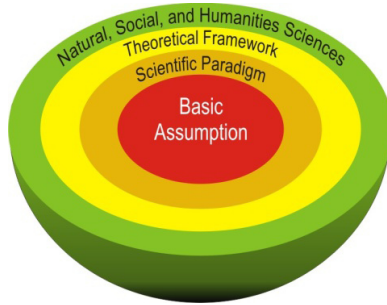 Natural, Social, and Humanities Sciences
Theoretical Framework
Scientific Paradigm
Basic
Assumption